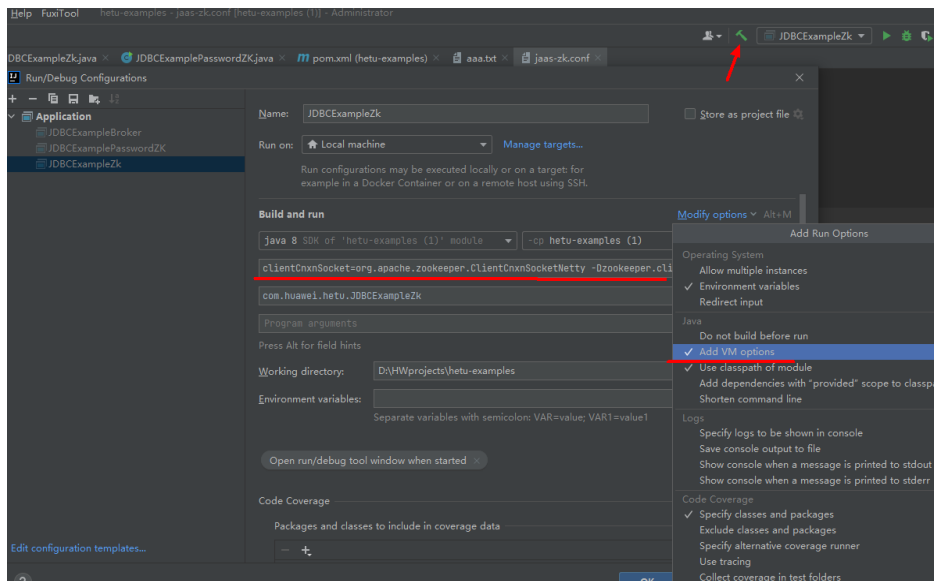 Help FuxiTool hetu-examples - jaas-zk.conf [hetu-examples (1)] - Administrator
JDBCExampleZk
JDBCExampleZk.java JDBCExamplePasswordZK.java pom.xml (hetu-examples) aaa.txt jaas-zk.conf
Run/Debug Configurations
Application
JDBCExampleBroker
JDBCExamplePasswordZK
JDBCExampleZk
Edit configuration templates...
Name: JDBCExampleZk Store as project file
Run on: Local machine Manage targets...
Run configurations may be executed locally or on a target: for
example in a Docker Container or on a remote host using SSH.
Build and run Modify options Alt+M
java 8 SDK of 'hetu-examples (1)' module -cp hetu-examples (1)
clientCnxnSocket=org.apache.zookeeper.ClientCnxnSocketNetty -Dzookeeper.cli
com.huawei.hetu.JDBCExampleZk
Program arguments
Press Alt for field hints
Working directory: D:\HWprojects\hetu-examples
Environment variables:
Separate variables with semicolon: VAR=value; VAR1=value1
Open run/debug tool window when started
Code Coverage
Packages and classes to include in coverage data
OK
Add Run Options
Operating System
Allow multiple instances
Environment variables
Redirect input
Java
Do not build before run
Add VM options
Use classpath of module
Add dependencies with "provided" scope to classpa
Shorten command line
Logs
Specify logs to be shown in console
Save console output to file
Show console when a message is printed to stdout
Show console when a message is printed to stderr
Code Coverage
Specify classes and packages
Exclude classes and packages
Specify alternative coverage runner
Use tracing
Collect coverage in test folders